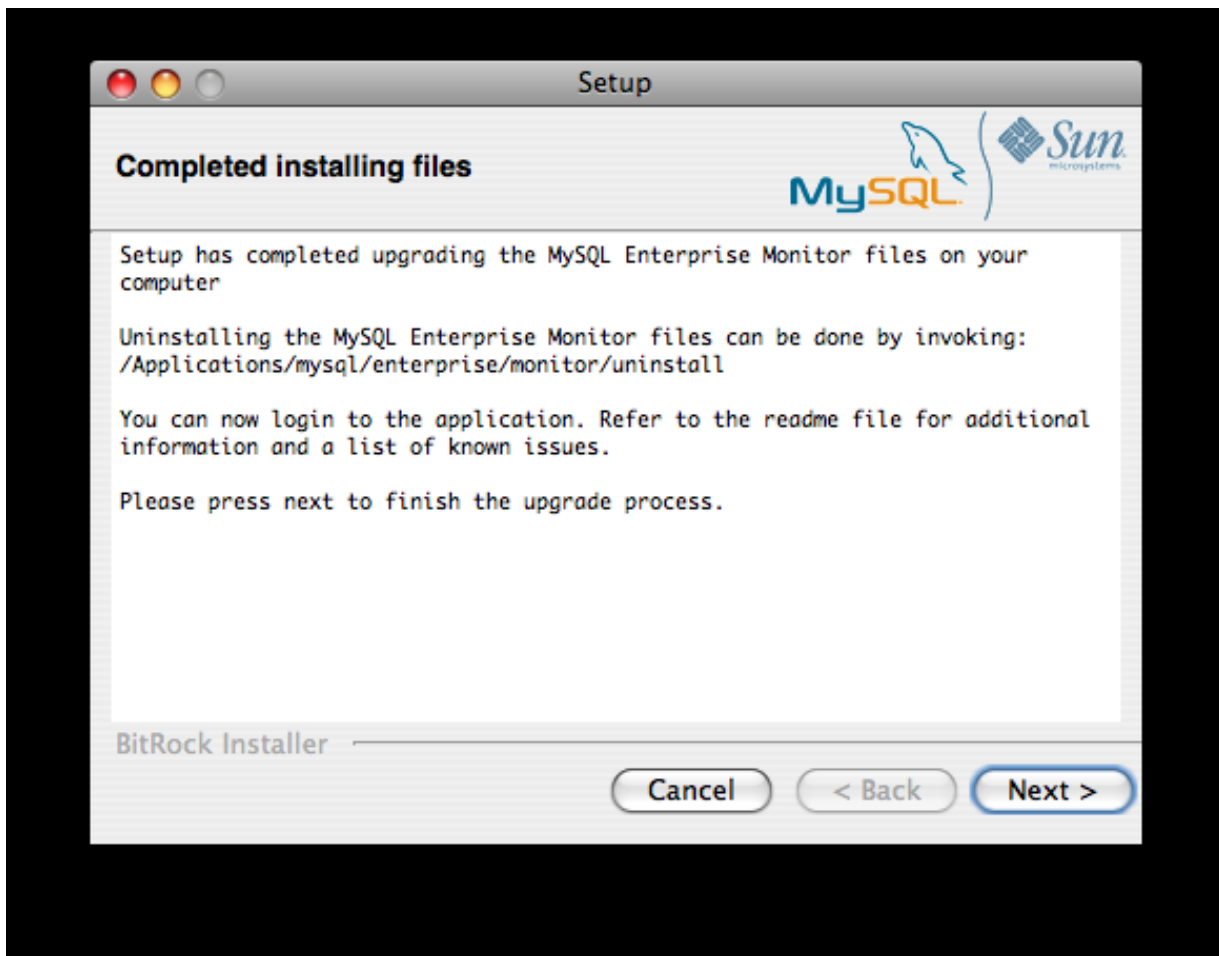 Setup
Completed installing files
MySQL
Sun
microsystems
Setup has completed upgrading the MySQL Enterprise Monitor files on your
computer
Uninstalling the MySQL Enterprise Monitor files can be done by invoking:
/Applications/mysql/enterprise/monitor/uninstall
You can now login to the application. Refer to the readme file for additional
information and a list of known issues.
Please press next to finish the upgrade process.
BitRock Installer
Cancel
< Back
Next >